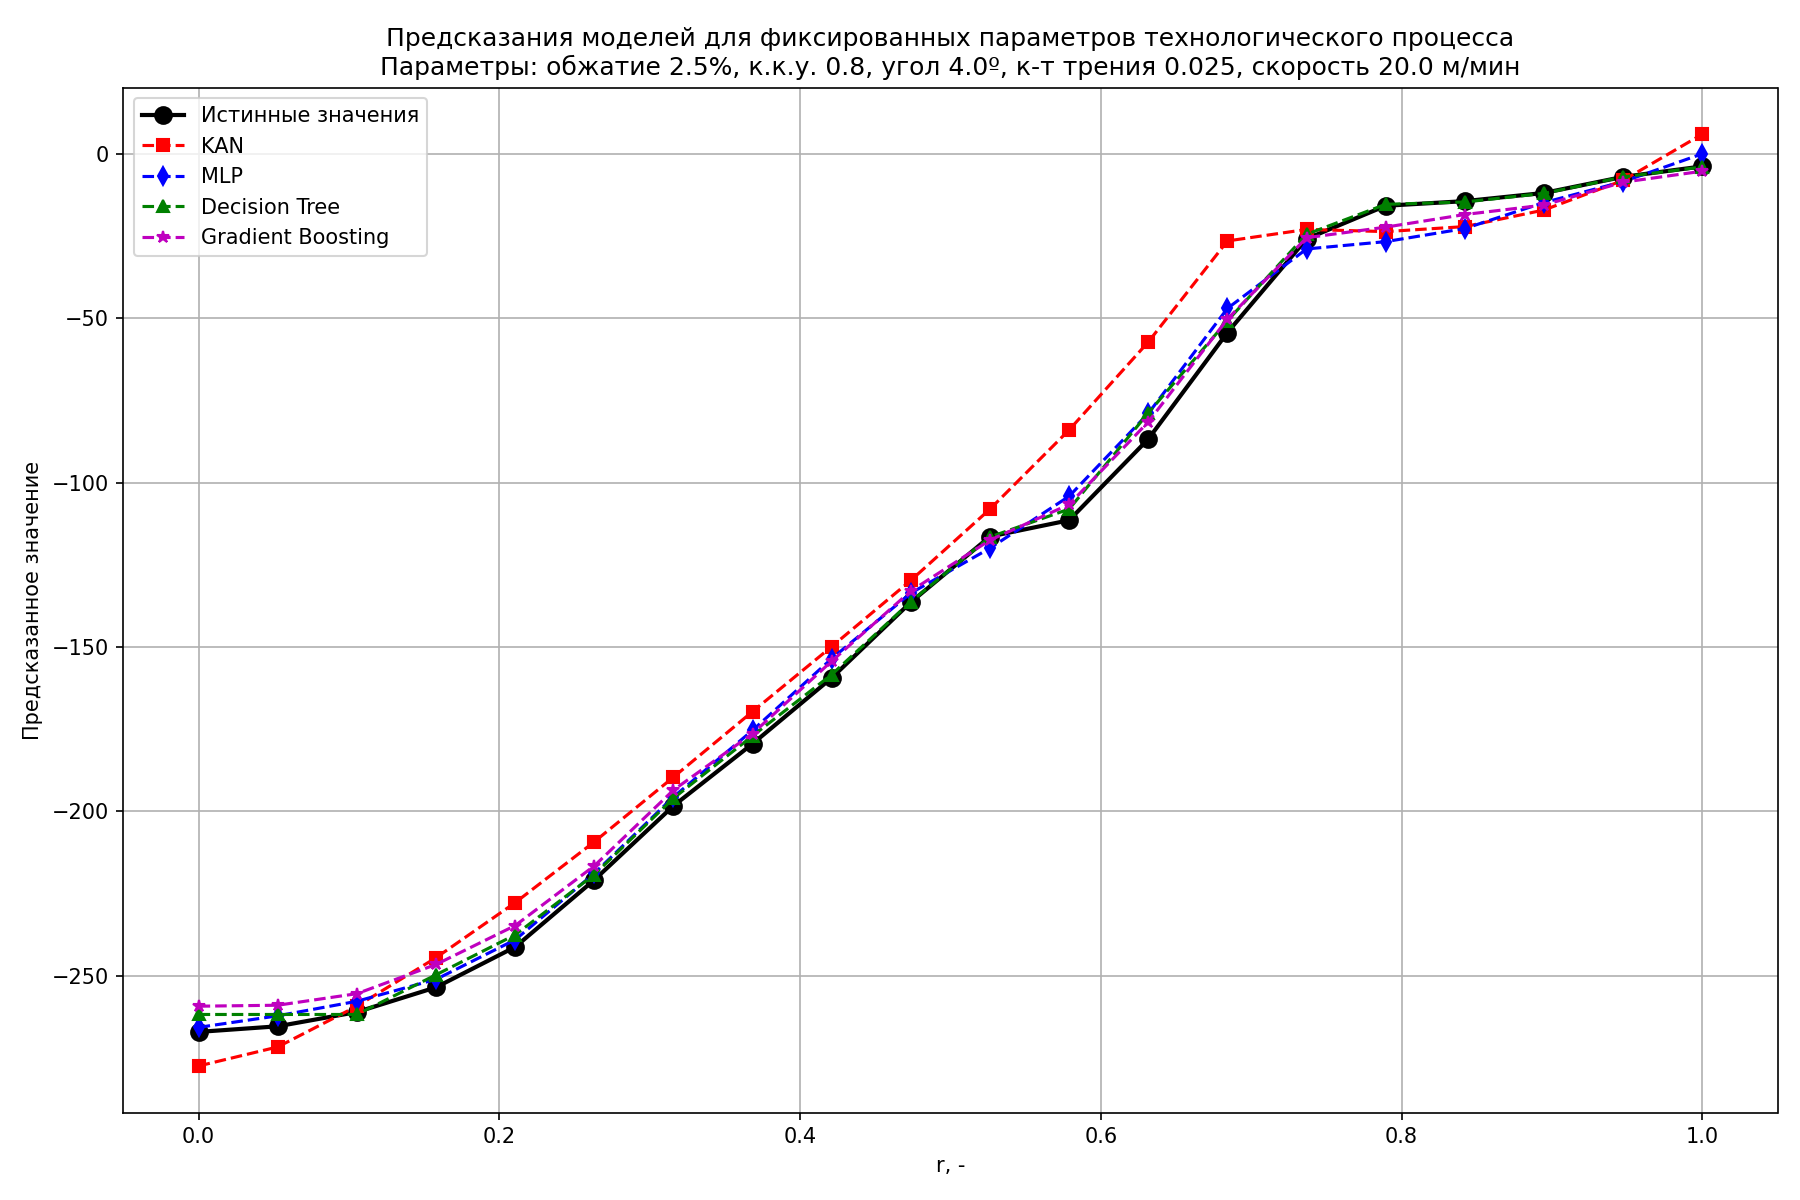 Предсказания моделей для фиксированных параметров технологического процесса
Параметры: обжатие 2.5%, к.к.у. 0.8, угол 4.0º, к-т трения 0.025, скорость 20.0 м/мин
Истинные значения
KAN
MLP
Decision Tree
Gradient Boosting
Предсказанное значение
0
−50
−100
−150
−200
−250
0.0
0.2
0.4
0.6
0.8
1.0
r, -